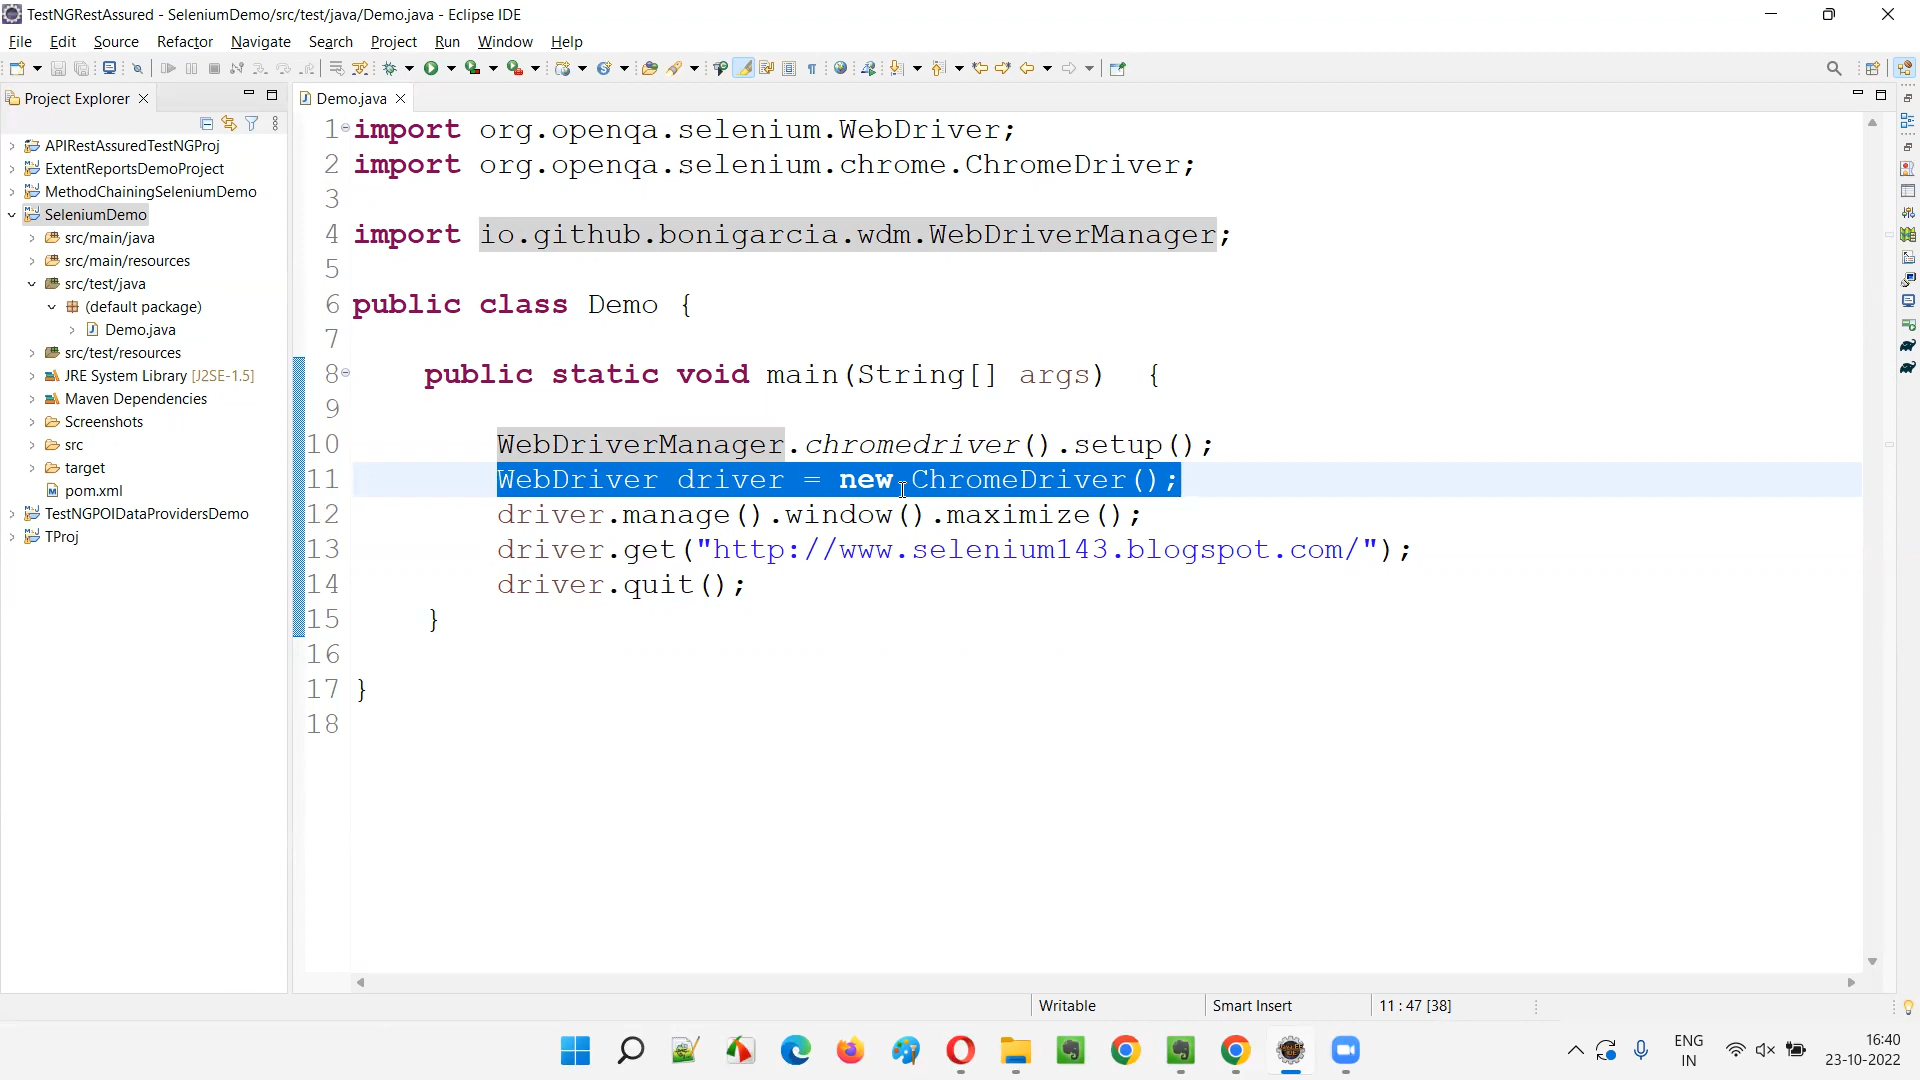 TestNGRestAssured - SeleniumDemo/src/test/java/Demo.java - Eclipse IDE
File Edit Source Refactor Navigate Search Project Run Window Help
Project Explorer
Demo.java
APIRestAssuredTestNGProj
ExtentReportsDemoProject
MethodChainingSeleniumDemo
SeleniumDemo
src/main/java
src/main/resources
src/test/java
(default package)
Demo.java
src/test/resources
JRE System Library [J2SE-1.5]
Maven Dependencies
Screenshots
src
target
pom.xml
TestNGPOIDataProvidersDemo
TProj
1 import org.openqa.selenium.WebDriver;
2 import org.openqa.selenium.chrome.ChromeDriver;
3
4 import io.github.bonigarcia.wdm.WebDriverManager;
5
6 public class Demo {
7
8 public static void main(String[] args) {
9
10 WebDriverManager.chromedriver().setup();
11 WebDriver driver = new ChromeDriver();
12 driver.manage().window().maximize();
13 driver.get("http://www.selenium143.blogspot.com/");
14 driver.quit();
15 }
16
17 }
18
Writable Smart Insert 11 : 47 [38]
ENG
IN
16:40
23-10-2022